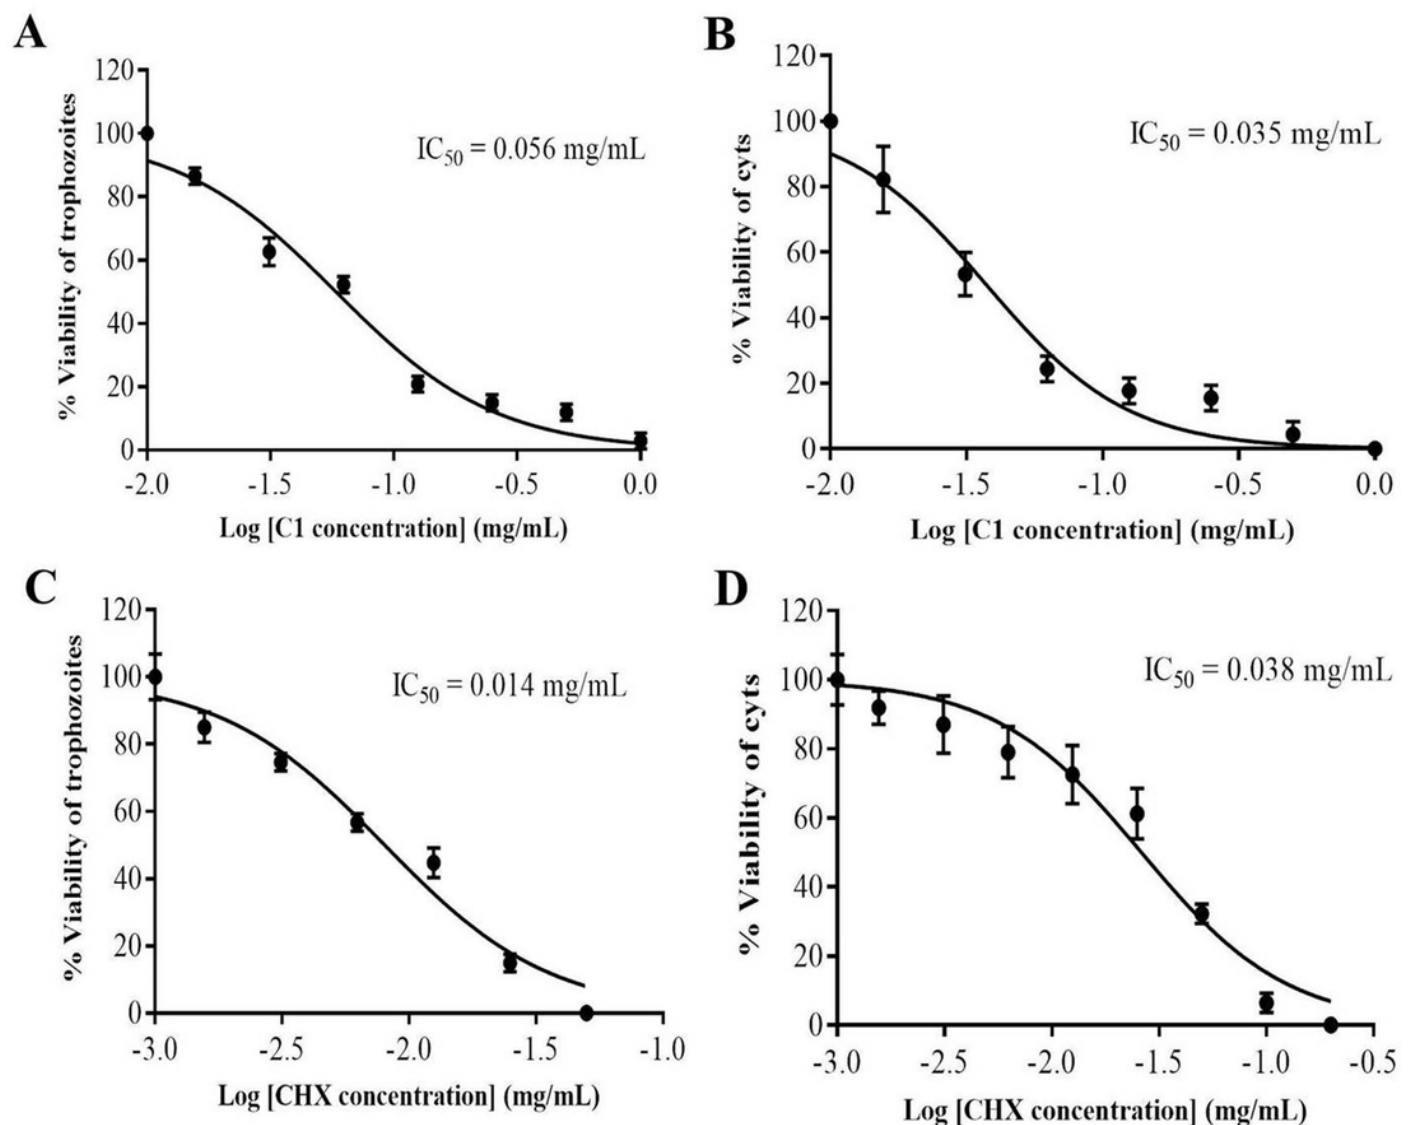 A
120
100
80
60
40
20
0
% Viability of trophozoites
IC50 = 0.056 mg/mL
-2.0 -1.5 -1.0 -0.5 0.0
Log [C1 concentration] (mg/mL)
B
120
100
80
60
40
20
0
% Viability of cyts
IC50 = 0.035 mg/mL
-2.0 -1.5 -1.0 -0.5 0.0
Log [C1 concentration] (mg/mL)
C
120
100
80
60
40
20
0
% Viability of trophozoites
IC50 = 0.014 mg/mL
-3.0 -2.5 -2.0 -1.5 -1.0
Log [CHX concentration] (mg/mL)
D
120
100
80
60
40
20
0
% Viability of cyts
IC50 = 0.038 mg/mL
-3.0 -2.5 -2.0 -1.5 -1.0 -0.5
Log [CHX concentration] (mg/mL)